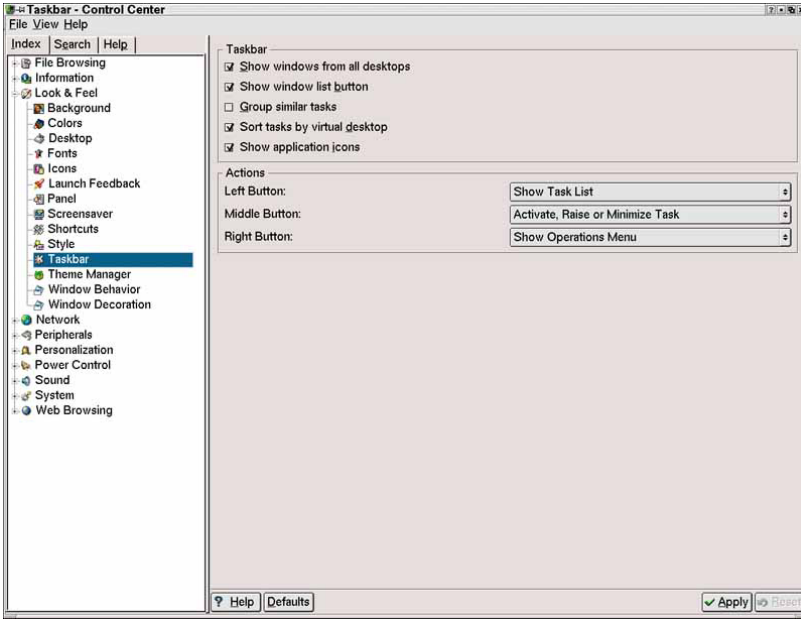 Taskbar - Control Center
File View Help
Index Search Help
File Browsing
Information
Look & Feel
Background
Colors
Desktop
Fonts
Icons
Launch Feedback
Panel
Screensaver
Shortcuts
Style
Taskbar
Theme Manager
Window Behavior
Window Decoration
Network
Peripherals
Personalization
Power Control
Sound
System
Web Browsing
Taskbar
Show windows from all desktops
Show window list button
Group similar tasks
Sort tasks by virtual desktop
Show application icons
Actions
Left Button: Show Task List
Middle Button: Activate, Raise or Minimize Task
Right Button: Show Operations Menu
? Help Defaults Apply Reset